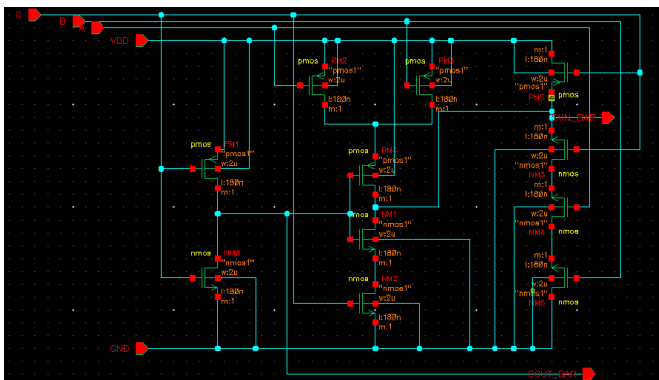 C
B
A
VDD
pmos
PM2
"pmos1"
w:2u
l:180n
m:1
pmos
PM3
"pmos1"
w:2u
l:180n
m:1
m:1
l:180n
w:2u
"pmos1"
PM5
pmos
m:1
l:180n
w:2u
"nmos1"
NM3
nmos
pmos
PM1
"pmos1"
w:2u
l:180n
m:1
pmos
PM4
"pmos1"
w:2u
l:180n
m:1
nmos
NM1
"nmos1"
w:2u
l:180n
m:1
m:1
l:180n
w:2u
"nmos1"
NM4
nmos
nmos
NM0
"nmos1"
w:2u
l:180n
m:1
nmos
NM2
"nmos1"
w:2u
l:180n
m:1
m:1
l:180n
w:2u
"nmos1"
NM5
nmos
GND
COUT_BAR